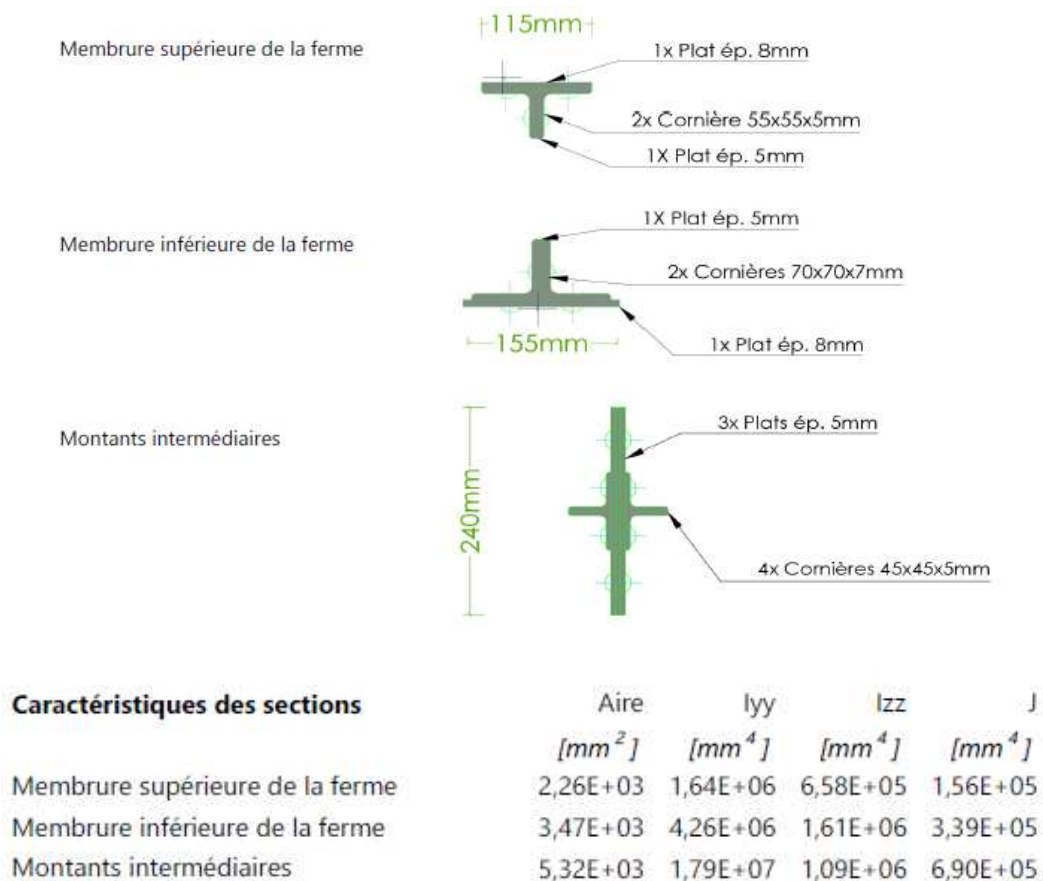 115mm
Membrure supérieure de la ferme
1x Plat ép. 8mm
2x Cornière 55x55x5mm
1X Plat ép. 5mm
Membrure inférieure de la ferme
1X Plat ép. 5mm
2x Cornières 70x70x7mm
155mm
1x Plat ép. 8mm
Montants intermédiaires
3x Plats ép. 5mm
240mm
4x Cornières 45x45x5mm
Caractéristiques des sections Aire Iyy Izz J
[mm²] [mm⁴] [mm⁴] [mm⁴]
Membrure supérieure de la ferme 2,26E+03 1,64E+06 6,58E+05 1,56E+05
Membrure inférieure de la ferme 3,47E+03 4,26E+06 1,61E+06 3,39E+05
Montants intermédiaires 5,32E+03 1,79E+07 1,09E+06 6,90E+05